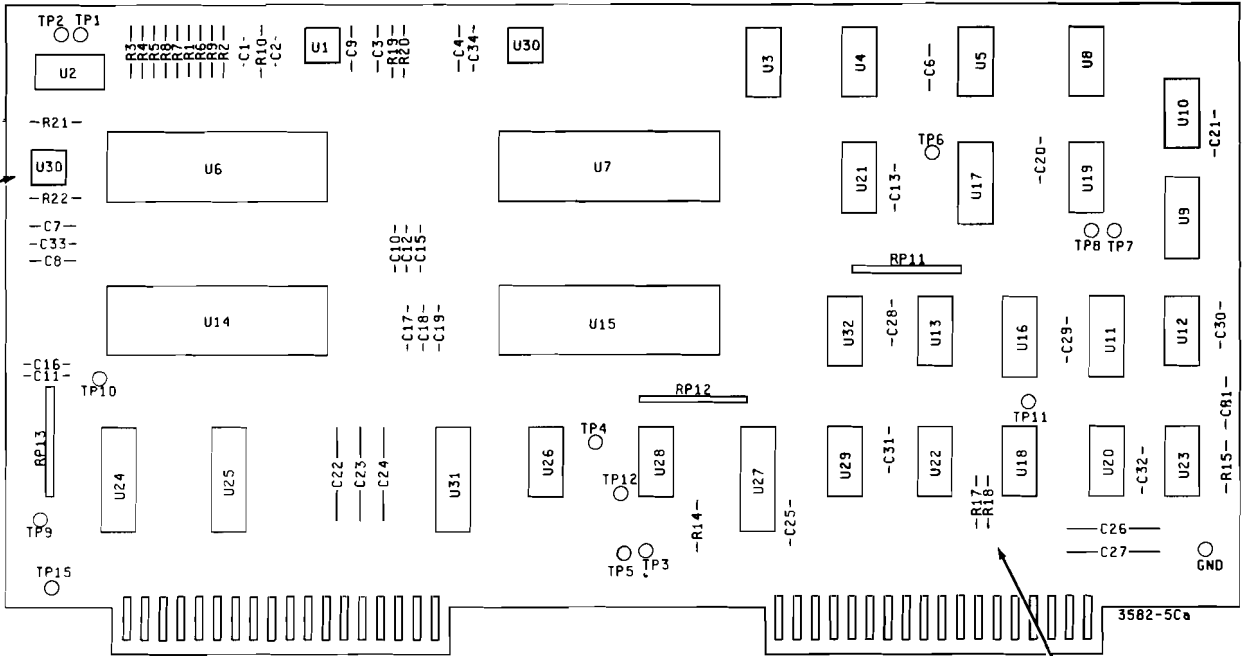 TP2 TP1
U2
R3
R4
R5
R8
R7
R1
R6
R9
R2
C1
R10
C2
U1
C9
C3
R19
R20
C4
C34
U30
U3
U4
C6
U5
U8
U10
C21
R21
U30
R22
C7
C33
C8
U6
U7
U21
C13
TP6
U17
C20
U19
U9
TP8 TP7
C10
C12
C15
RP11
U14
C17
C18
C19
U15
U32
C28
U13
U16
C29
U11
U12
C30
C16
C11
TP10
RP12
TP11
CR1
RP13
U24
U25
C22
C23
C24
U31
U26
TP4
TP12
U28
U27
U29
C31
U22
R17
R18
U18
U20
C32
U23
R15
TP9
R14
C25
C26
C27
TP5 TP3
GND
TP15
3582-5Ca